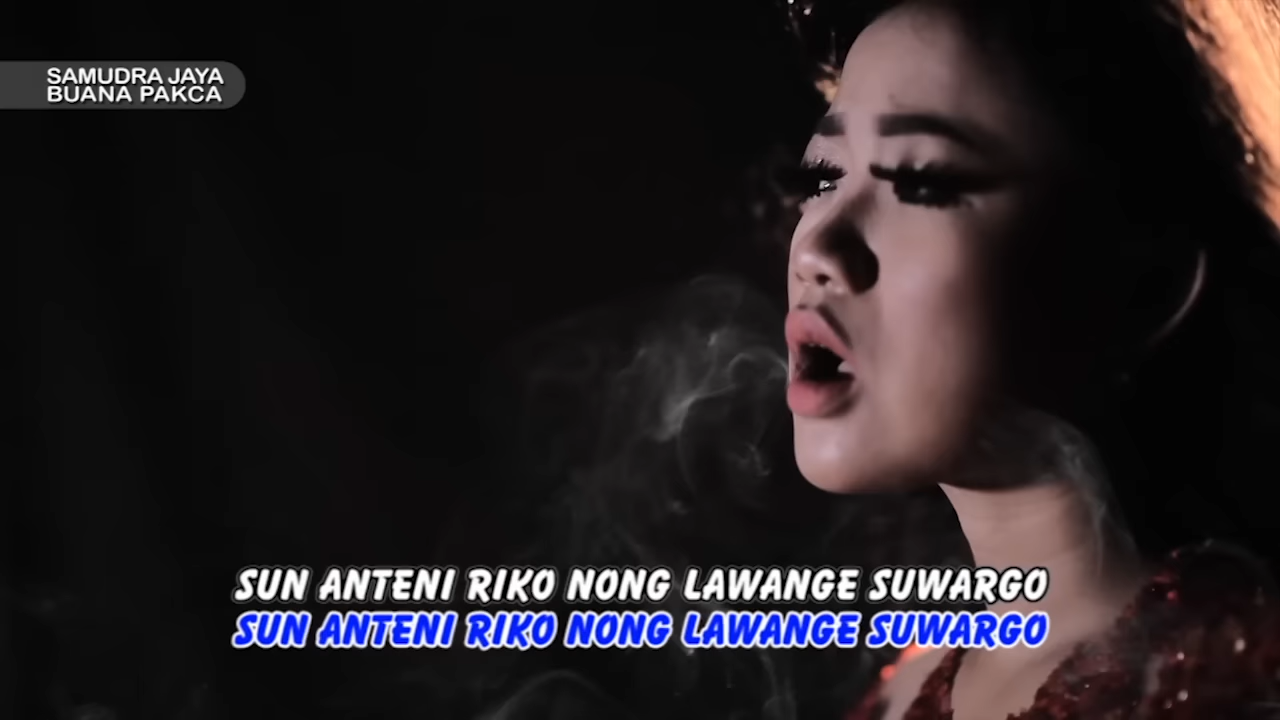 SAMUDRA JAYA
BUANA PAKCA
SUN ANTENI RIKO NONG LAWANGE SUWARGO
SUN ANTENI RIKO NONG LAWANGE SUWARGO